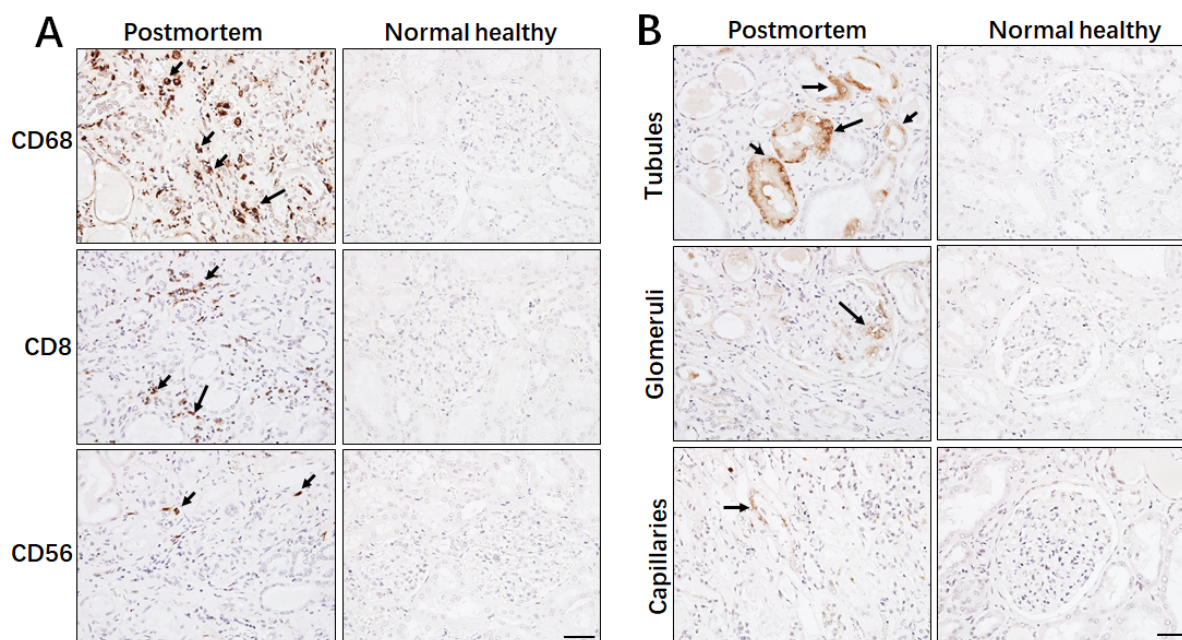 A
Postmortem
Normal healthy
CD68
CD8
CD56
B
Postmortem
Normal healthy
Tubules
Glomeruli
Capillaries